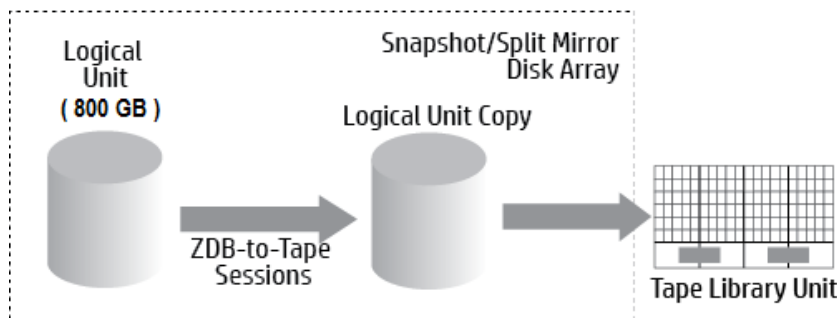 Logical
Unit
( 800 GB )
Snapshot/Split Mirror
Disk Array
Logical Unit Copy
ZDB-to-Tape
Sessions
Tape Library Unit